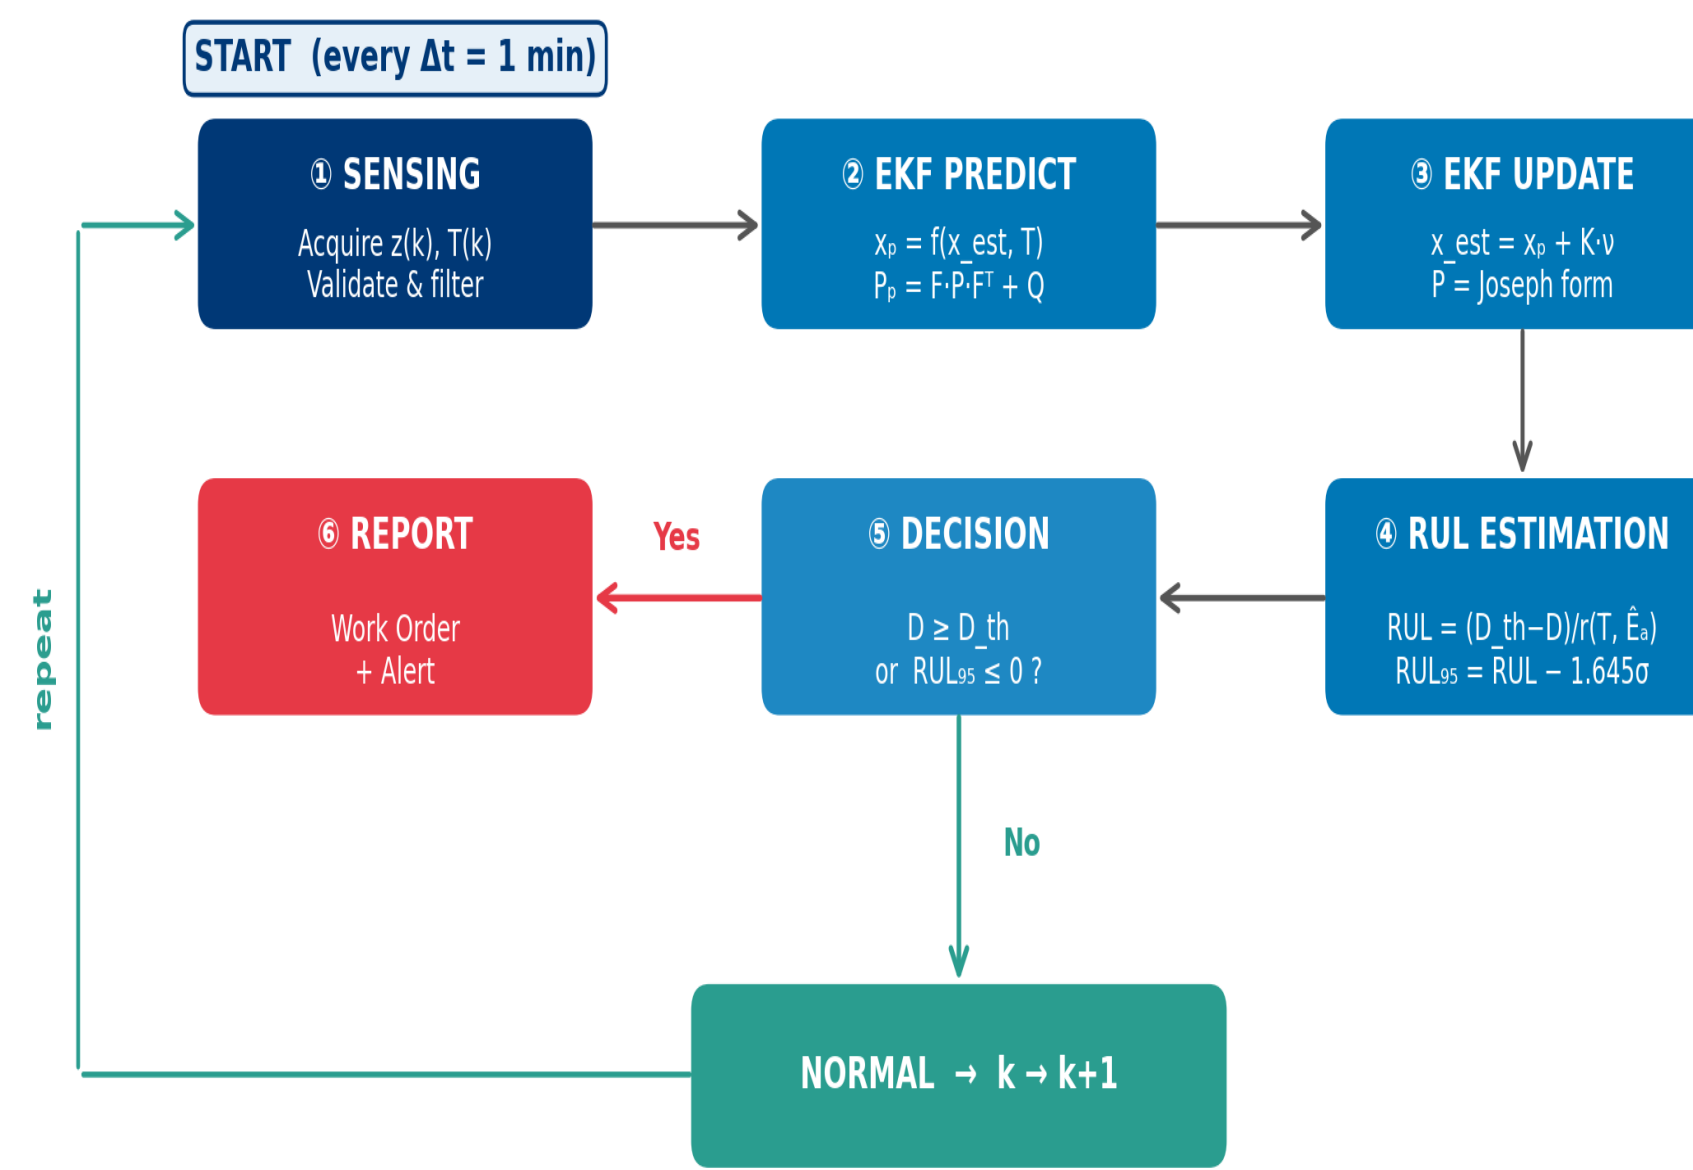 START (every Δt = 1 min)
① SENSING
Acquire z(k), T(k)
Validate & filter
② EKF PREDICT
xₚ = f(x_est, T)
Pₚ = F·P·Fᵀ + Q
③ EKF UPDATE
x_est = xₚ + K·ν
P = Joseph form
④ RUL ESTIMATION
RUL = (D_th−D)/r(T, Êₐ)
RUL₉₅ = RUL − 1.645σ
⑤ DECISION
D ≥ D_th
or RUL₉₅ ≤ 0 ?
Yes
⑥ REPORT
Work Order
+ Alert
No
NORMAL → k → k+1
repeat